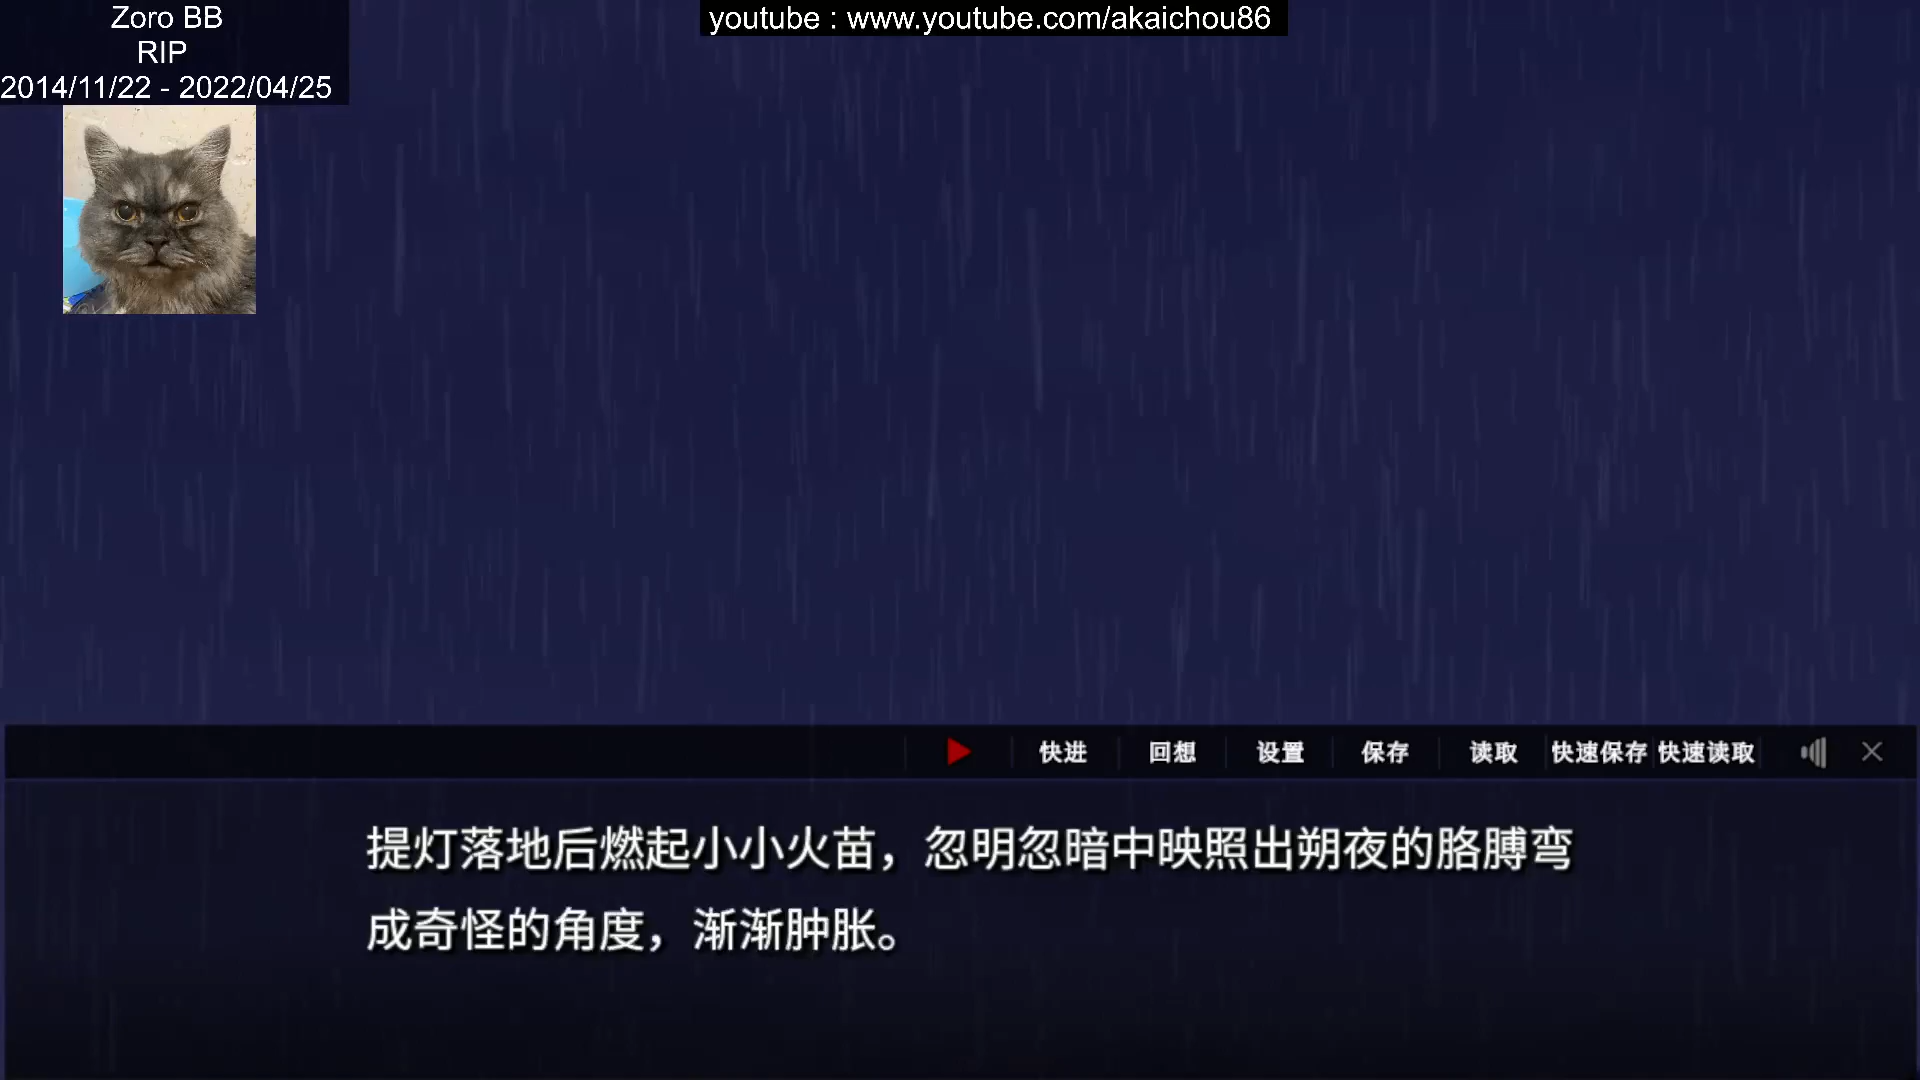 Zoro BB
RIP
2014/11/22 - 2022/04/25
youtube : www.youtube.com/akaichou86
快进 回想 设置 保存 读取 快速保存 快速读取
提灯落地后燃起小小火苗，忽明忽暗中映照出朔夜的胳膊弯
成奇怪的角度，渐渐肿胀。